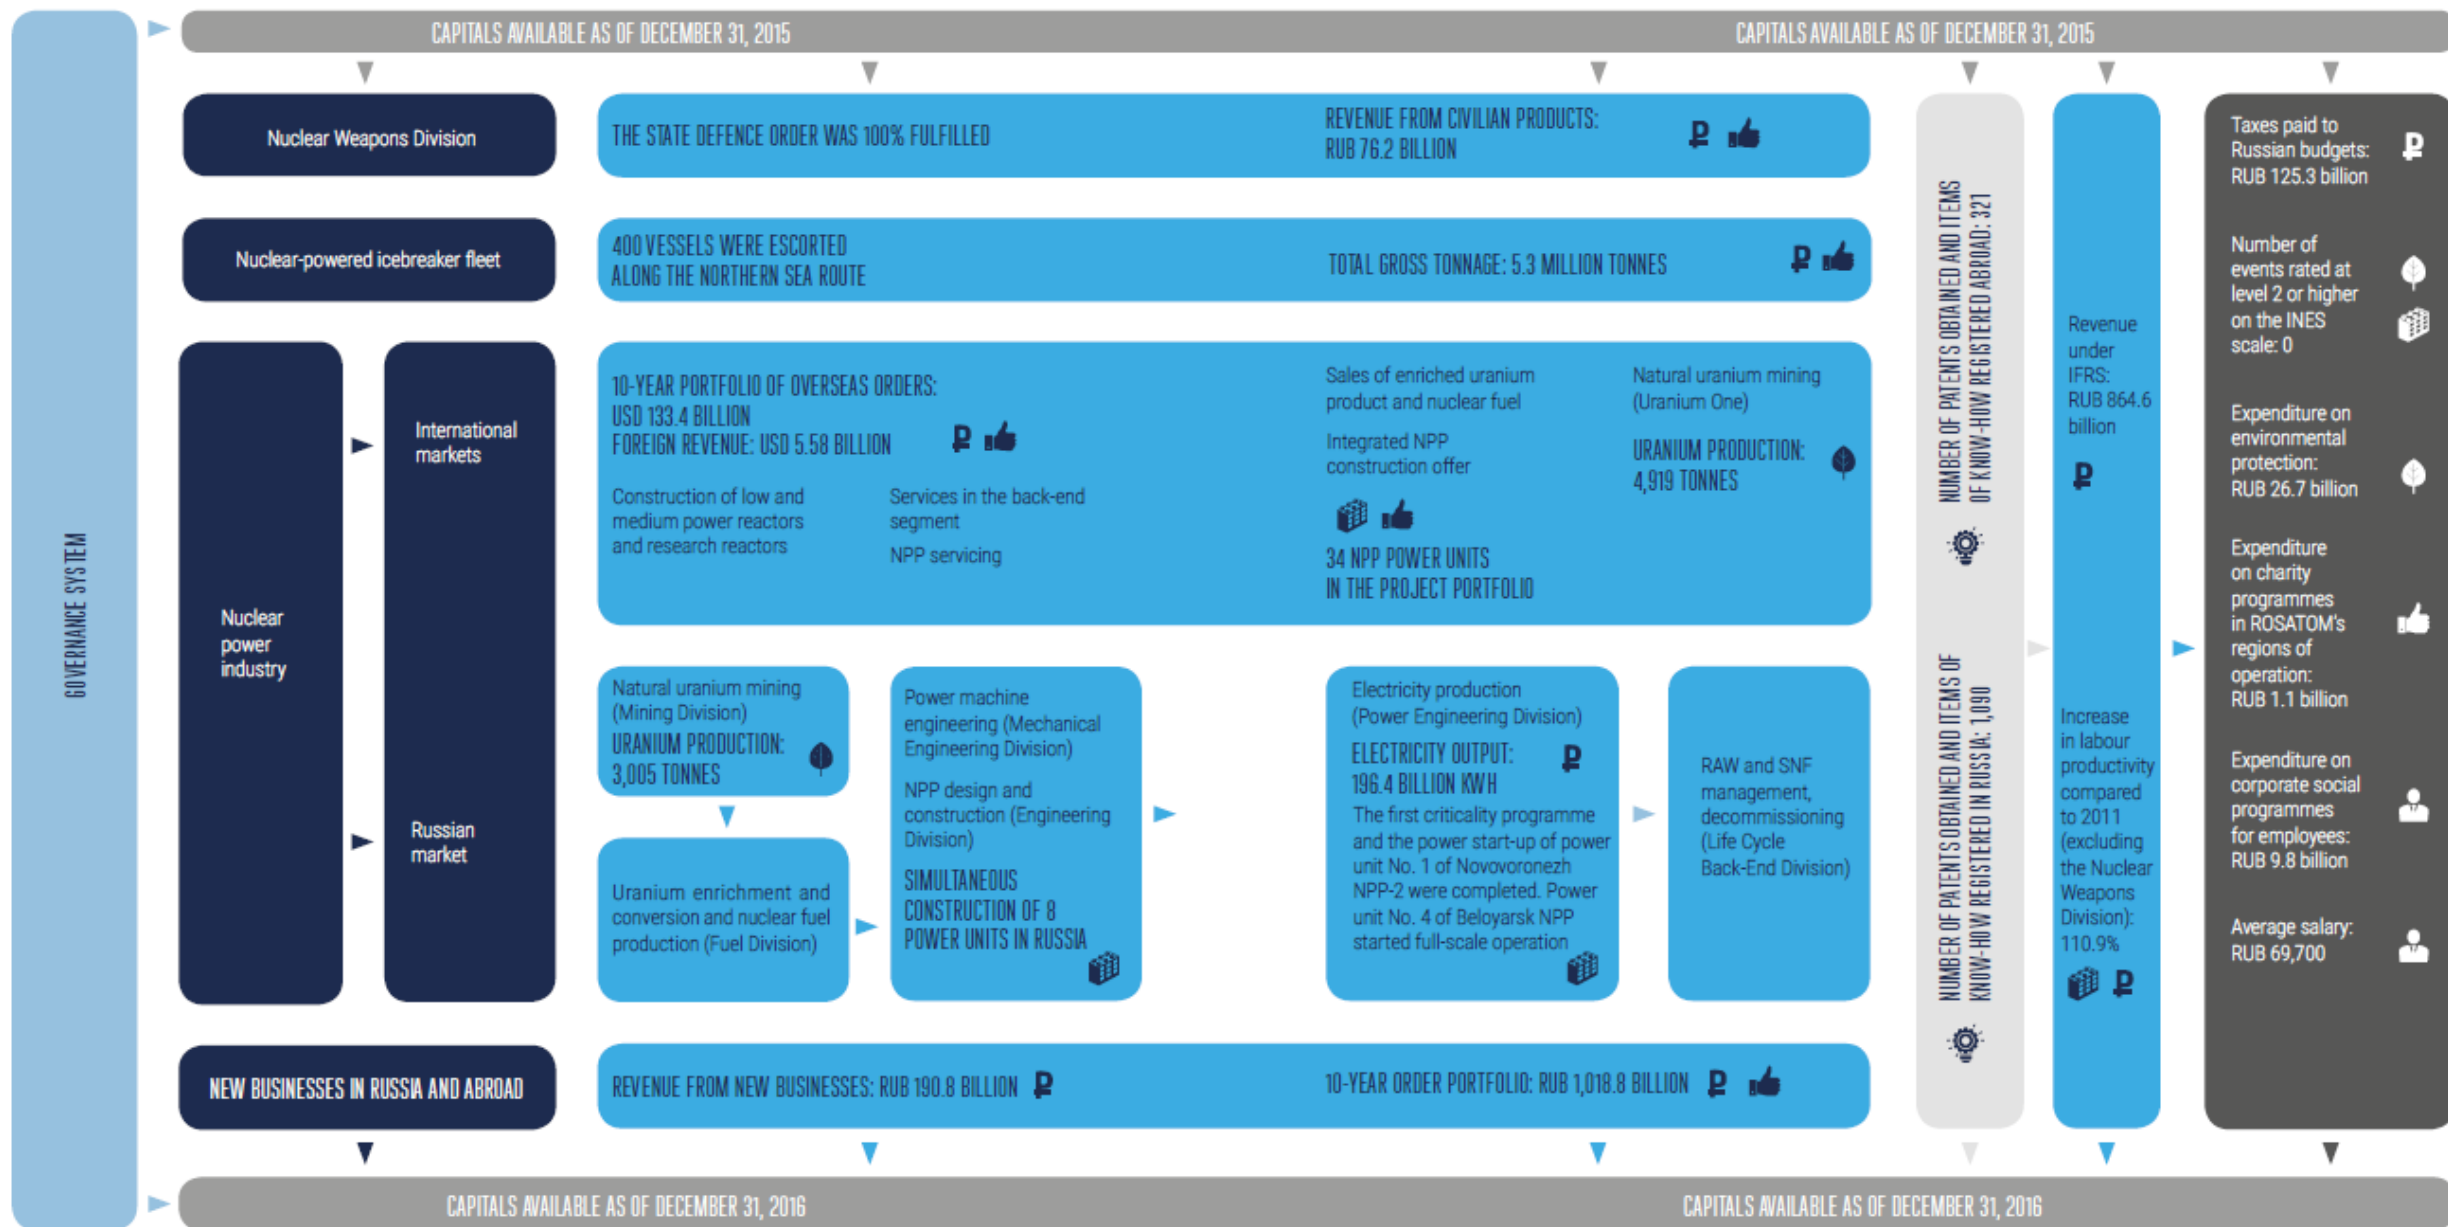 CAPITALS AVAILABLE AS OF DECEMBER 31, 2015
CAPITALS AVAILABLE AS OF DECEMBER 31, 2015
GOVERNANCE SYSTEM
Nuclear Weapons Division
THE STATE DEFENCE ORDER WAS 100% FULFILLED
REVENUE FROM CIVILIAN PRODUCTS:
RUB 76.2 BILLION
Nuclear-powered icebreaker fleet
400 VESSELS WERE ESCORTED
ALONG THE NORTHERN SEA ROUTE
TOTAL GROSS TONNAGE: 5.3 MILLION TONNES
Nuclear
power
industry
International
markets
10-YEAR PORTFOLIO OF OVERSEAS ORDERS:
USD 133.4 BILLION
FOREIGN REVENUE: USD 5.58 BILLION
Construction of low and
medium power reactors
and research reactors
Services in the back-end
segment
NPP servicing
Sales of enriched uranium
product and nuclear fuel
Integrated NPP
construction offer
34 NPP POWER UNITS
IN THE PROJECT PORTFOLIO
Natural uranium mining
(Uranium One)
URANIUM PRODUCTION:
4,919 TONNES
Russian
market
Natural uranium mining
(Mining Division)
URANIUM PRODUCTION:
3,005 TONNES
Uranium enrichment and
conversion and nuclear fuel
production (Fuel Division)
Power machine
engineering (Mechanical
Engineering Division)
NPP design and
construction (Engineering
Division)
SIMULTANEOUS
CONSTRUCTION OF 8
POWER UNITS IN RUSSIA
Electricity production
(Power Engineering Division)
ELECTRICITY OUTPUT:
196.4 BILLION KWH
The first criticality programme
and the power start-up of power
unit No. 1 of Novovoronezh
NPP-2 were completed. Power
unit No. 4 of Beloyarsk NPP
started full-scale operation
RAW and SNF
management,
decommissioning
(Life Cycle
Back-End Division)
NEW BUSINESSES IN RUSSIA AND ABROAD
REVENUE FROM NEW BUSINESSES: RUB 190.8 BILLION
10-YEAR ORDER PORTFOLIO: RUB 1,018.8 BILLION
NUMBER OF PATENTS OBTAINED AND ITEMS
OF KNOW-HOW REGISTERED ABROAD: 321
NUMBER OF PATENTS OBTAINED AND ITEMS OF
KNOW-HOW REGISTERED IN RUSSIA: 1,090
Revenue
under
IFRS:
RUB 864.6
billion
Increase
in labour
productivity
compared
to 2011
(excluding
the Nuclear
Weapons
Division):
110.9%
Taxes paid to
Russian budgets:
RUB 125.3 billion
Number of
events rated at
level 2 or higher
on the INES
scale: 0
Expenditure on
environmental
protection:
RUB 26.7 billion
Expenditure
on charity
programmes
in ROSATOM's
regions of
operation:
RUB 1.1 billion
Expenditure on
corporate social
programmes
for employees:
RUB 9.8 billion
Average salary:
RUB 69,700
CAPITALS AVAILABLE AS OF DECEMBER 31, 2016
CAPITALS AVAILABLE AS OF DECEMBER 31, 2016